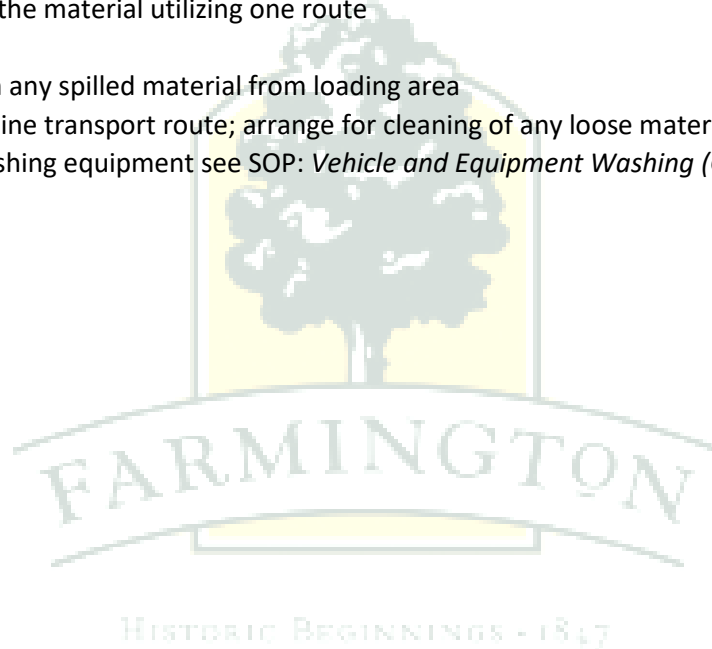 the material utilizing one route
any spilled material from loading area
ine transport route; arrange for cleaning of any loose mater
shing equipment see SOP: Vehicle and Equipment Washing (
FARMINGTON
HISTORIC BEGINNINGS • 1847